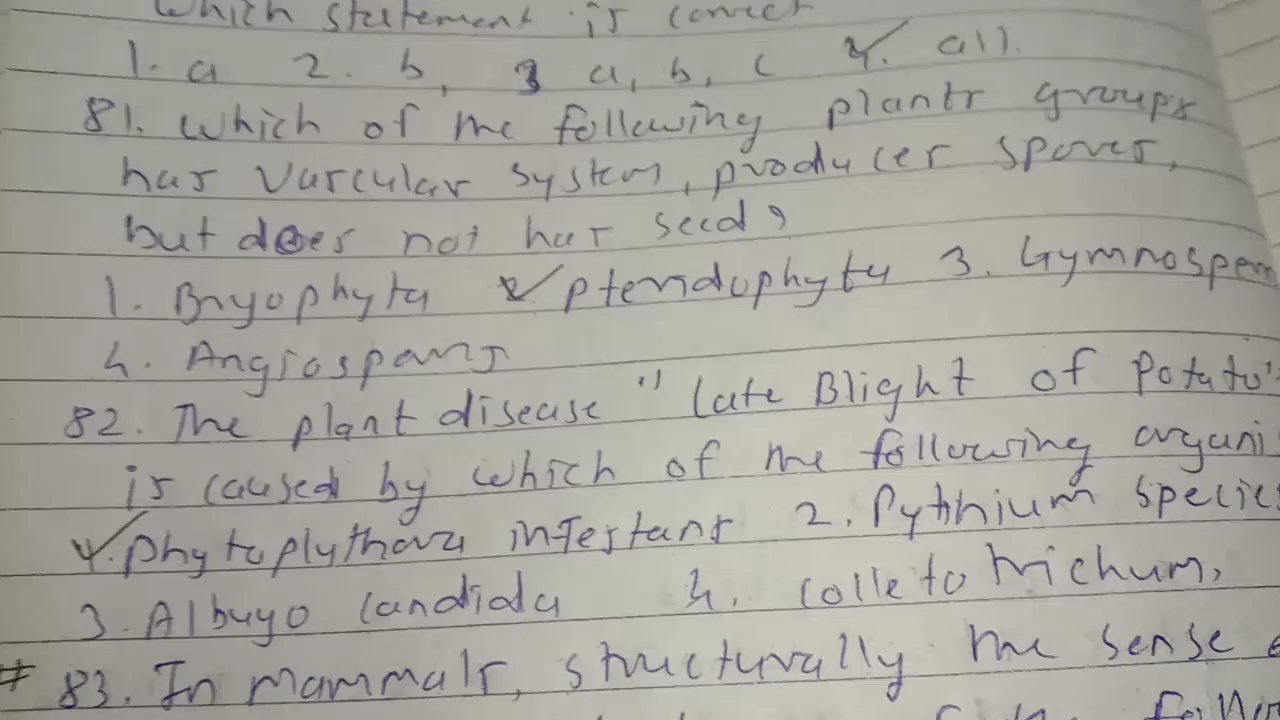 Which statement is correct
1. a 2. b, 3 a, b, c 4. all.
81. Which of the following plants groups
has vascular system, produces spores,
but does not has seed?
1. Bryophyta 2 pteridophyta 3. Gymnosperm
4. Angiosperms
82. The plant disease "late Blight of Potato"
is caused by which of the following organi
1. Phytoplythora infestans 2. Pythium species
3. Albugo candida 4. colletotrichum,
# 83. In mammals, structurally the sense